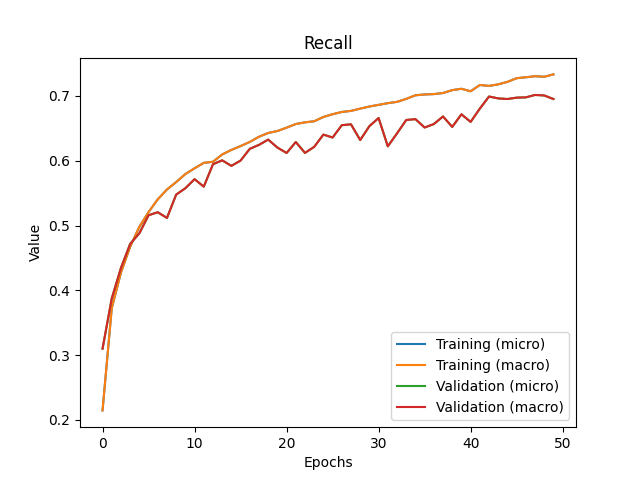 Recall
Value
0.7
0.6
0.5
0.4
0.3
0.2
0 10 20 30 40 50
Epochs
Training (micro)
Training (macro)
Validation (micro)
Validation (macro)